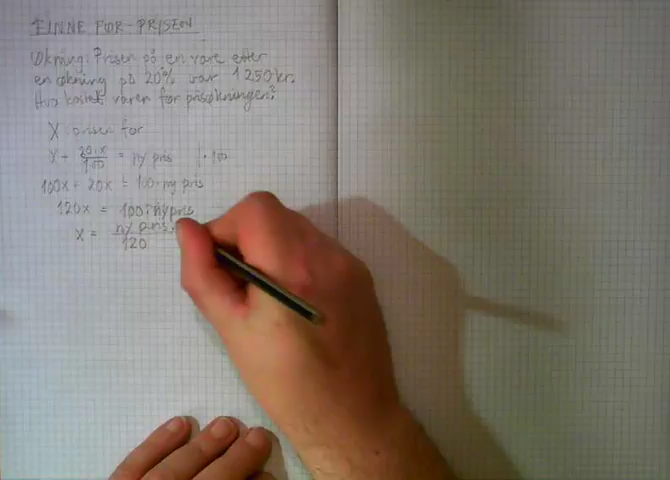 FINNE FØR-PRISEN
Økning: Prisen på en vare etter
en økning på 20% var 1250 kr.
Hva kostet varen før prisøkningen?
X prisen før
X + 20·x/100 = ny pris | · 100
100x + 20x = 100 · ny pris
120x = 100 · ny pris
x = ny pris·/120